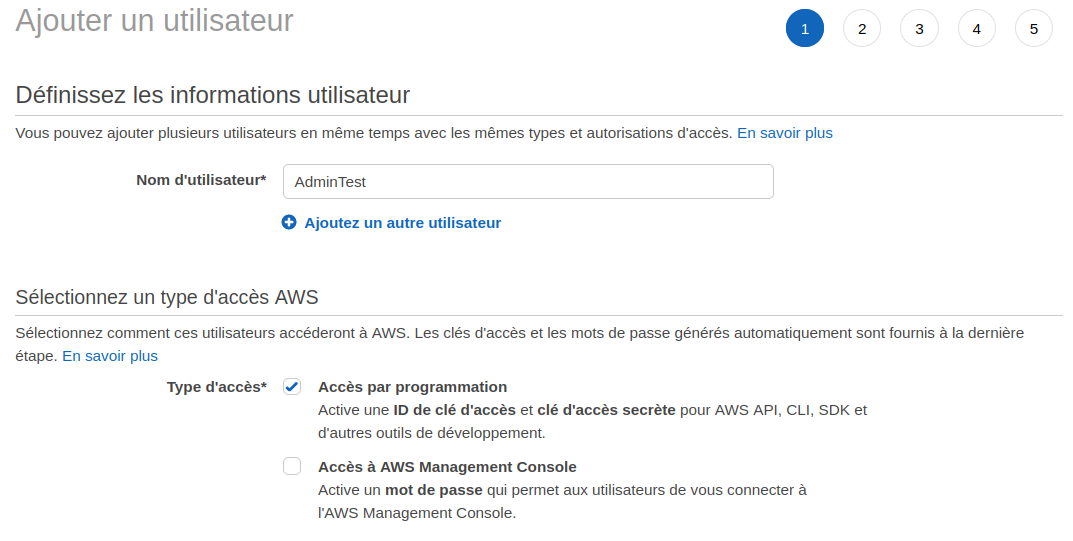 Ajouter un utilisateur
1 2 3 4 5
Définissez les informations utilisateur
Vous pouvez ajouter plusieurs utilisateurs en même temps avec les mêmes types et autorisations d'accès. En savoir plus
Nom d'utilisateur* AdminTest
Ajoutez un autre utilisateur
Sélectionnez un type d'accès AWS
Sélectionnez comment ces utilisateurs accéderont à AWS. Les clés d'accès et les mots de passe générés automatiquement sont fournis à la dernière
étape. En savoir plus
Type d'accès* Accès par programmation
Active une ID de clé d'accès et clé d'accès secrète pour AWS API, CLI, SDK et
d'autres outils de développement.
Accès à AWS Management Console
Active un mot de passe qui permet aux utilisateurs de vous connecter à
l'AWS Management Console.